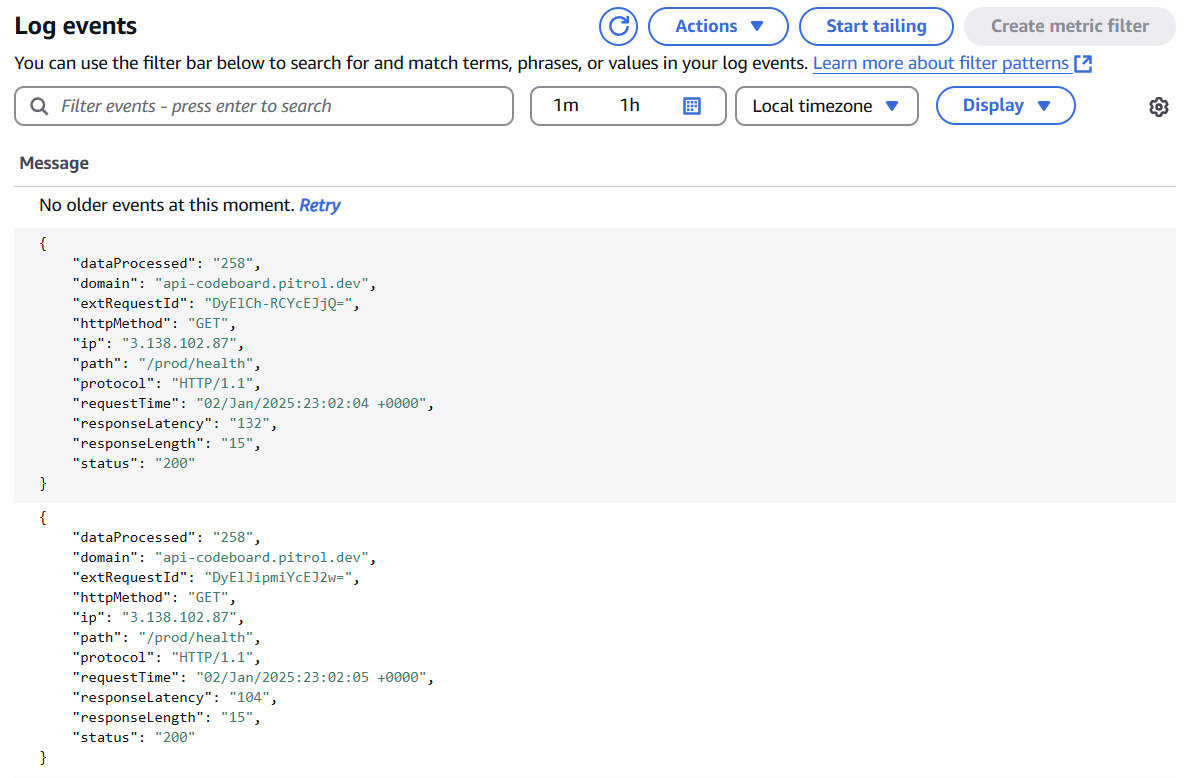 Log events
Actions
Start tailing
Create metric filter
You can use the filter bar below to search for and match terms, phrases, or values in your log events. Learn more about filter patterns
Filter events - press enter to search
1m
1h
Local timezone
Display
Message
No older events at this moment. Retry
{
"dataProcessed": "258",
"domain": "api-codeboard.pitrol.dev",
"extRequestId": "DyElCh-RCYcEJjQ=",
"httpMethod": "GET",
"ip": "3.138.102.87",
"path": "/prod/health",
"protocol": "HTTP/1.1",
"requestTime": "02/Jan/2025:23:02:04 +0000",
"responseLatency": "132",
"responseLength": "15",
"status": "200"
}
{
"dataProcessed": "258",
"domain": "api-codeboard.pitrol.dev",
"extRequestId": "DyElJipmiYcEJ2w=",
"httpMethod": "GET",
"ip": "3.138.102.87",
"path": "/prod/health",
"protocol": "HTTP/1.1",
"requestTime": "02/Jan/2025:23:02:05 +0000",
"responseLatency": "104",
"responseLength": "15",
"status": "200"
}